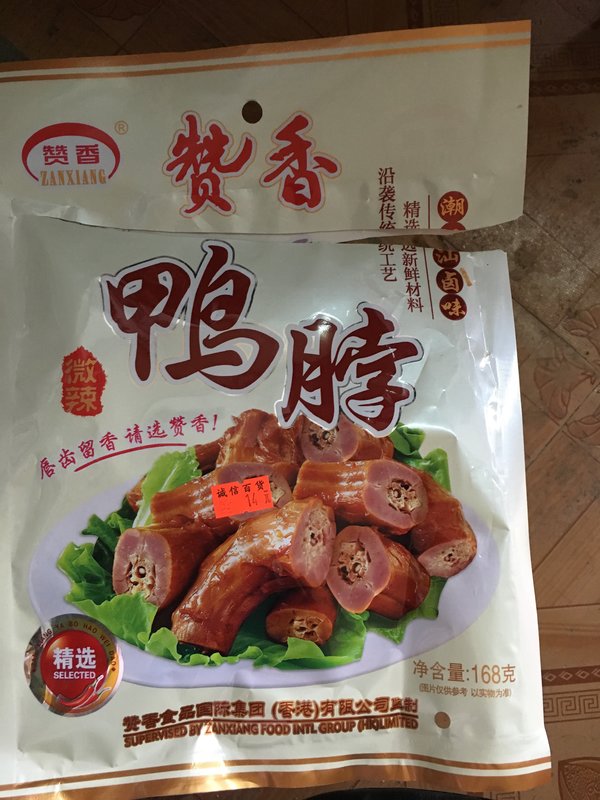 赞香
®
ZANXIANG
赞香
潮汕卤味
精选新鲜材料
沿袭传统工艺
鸭脖
微辣
唇齿留香请选赞香!
诚信百货
14元
精选
SELECTED
净含量:168克
(图片仅供参考 以实物为准)
赞香食品国际集团(香港)有限公司监制
SUPERVISED BY ZANXIANG FOOD INTL GROUP (HK)LIMITED